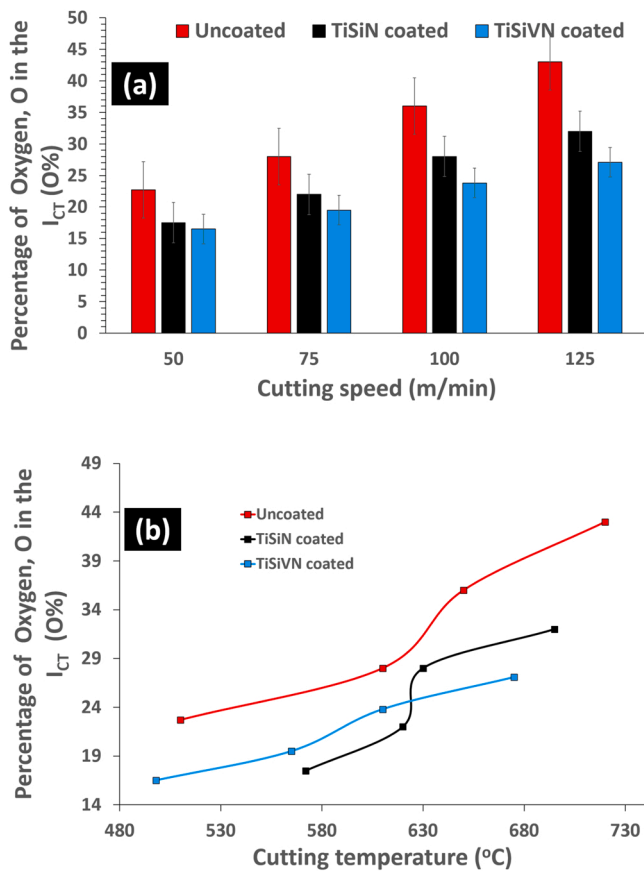 Percentage of Oxygen, O in the
I_CT (O%)
50
45
40
35
30
25
20
15
10
5
0
(a)
Uncoated
TiSiN coated
TiSiVN coated
50
75
100
125
Cutting speed (m/min)
Percentage of Oxygen, O in the
I_CT (O%)
49
44
39
34
29
24
19
14
(b)
Uncoated
TiSiN coated
TiSiVN coated
480
530
580
630
680
730
Cutting temperature (ºC)